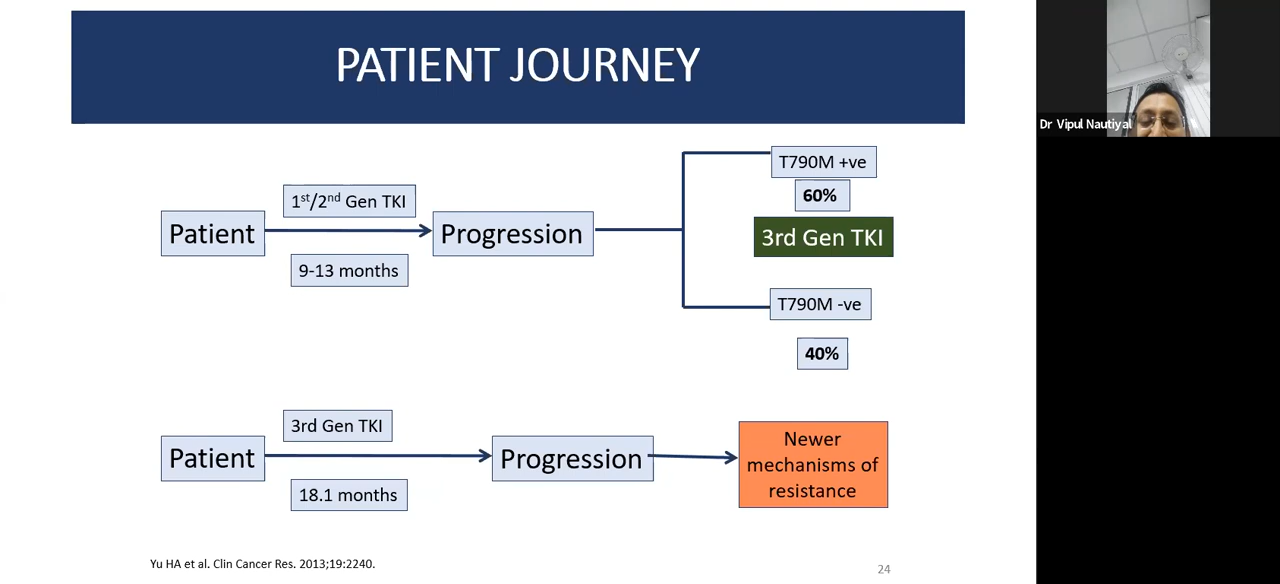 PATIENT JOURNEY
Dr Vipul Nautiyal
T790M +ve
1st/2nd Gen TKI
60%
Patient
Progression
3rd Gen TKI
9-13 months
T790M -ve
40%
3rd Gen TKI
Patient
Progression
Newer
mechanisms of
resistance
18.1 months
Yu HA et al. Clin Cancer Res. 2013;19:2240.
24